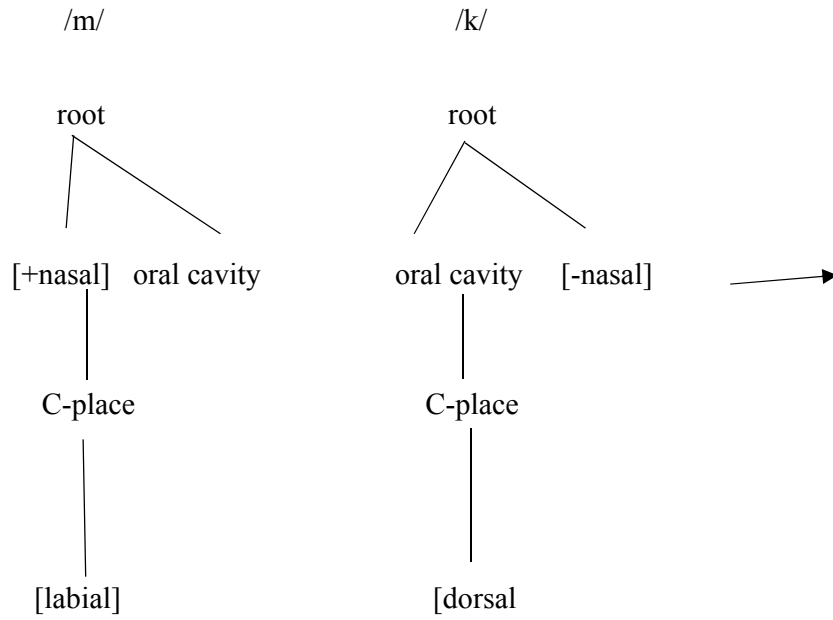 /m/ /k/
root root
[+nasal] oral cavity oral cavity [-nasal]
C-place C-place
[labial] [dorsal